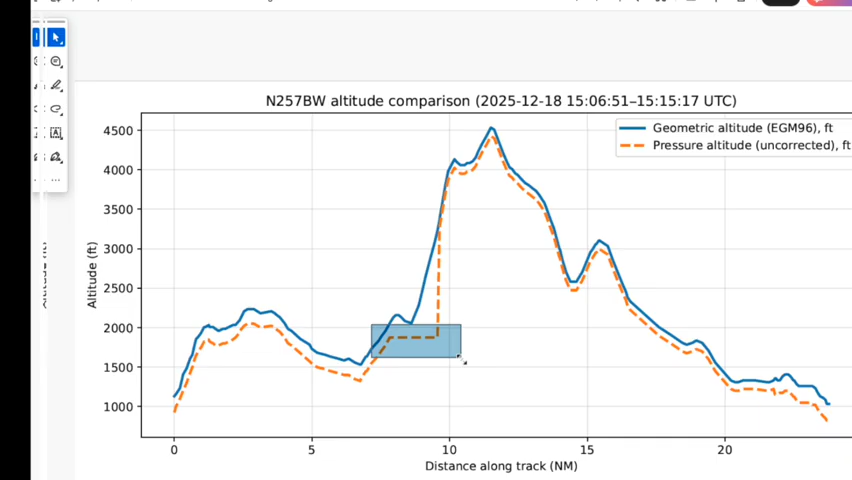 N257BW altitude comparison (2025-12-18 15:06:51–15:15:17 UTC)
Geometric altitude (EGM96), ft
Pressure altitude (uncorrected), ft
4500
4000
3500
3000
2500
2000
1500
1000
Altitude (ft)
0 5 10 15 20
Distance along track (NM)